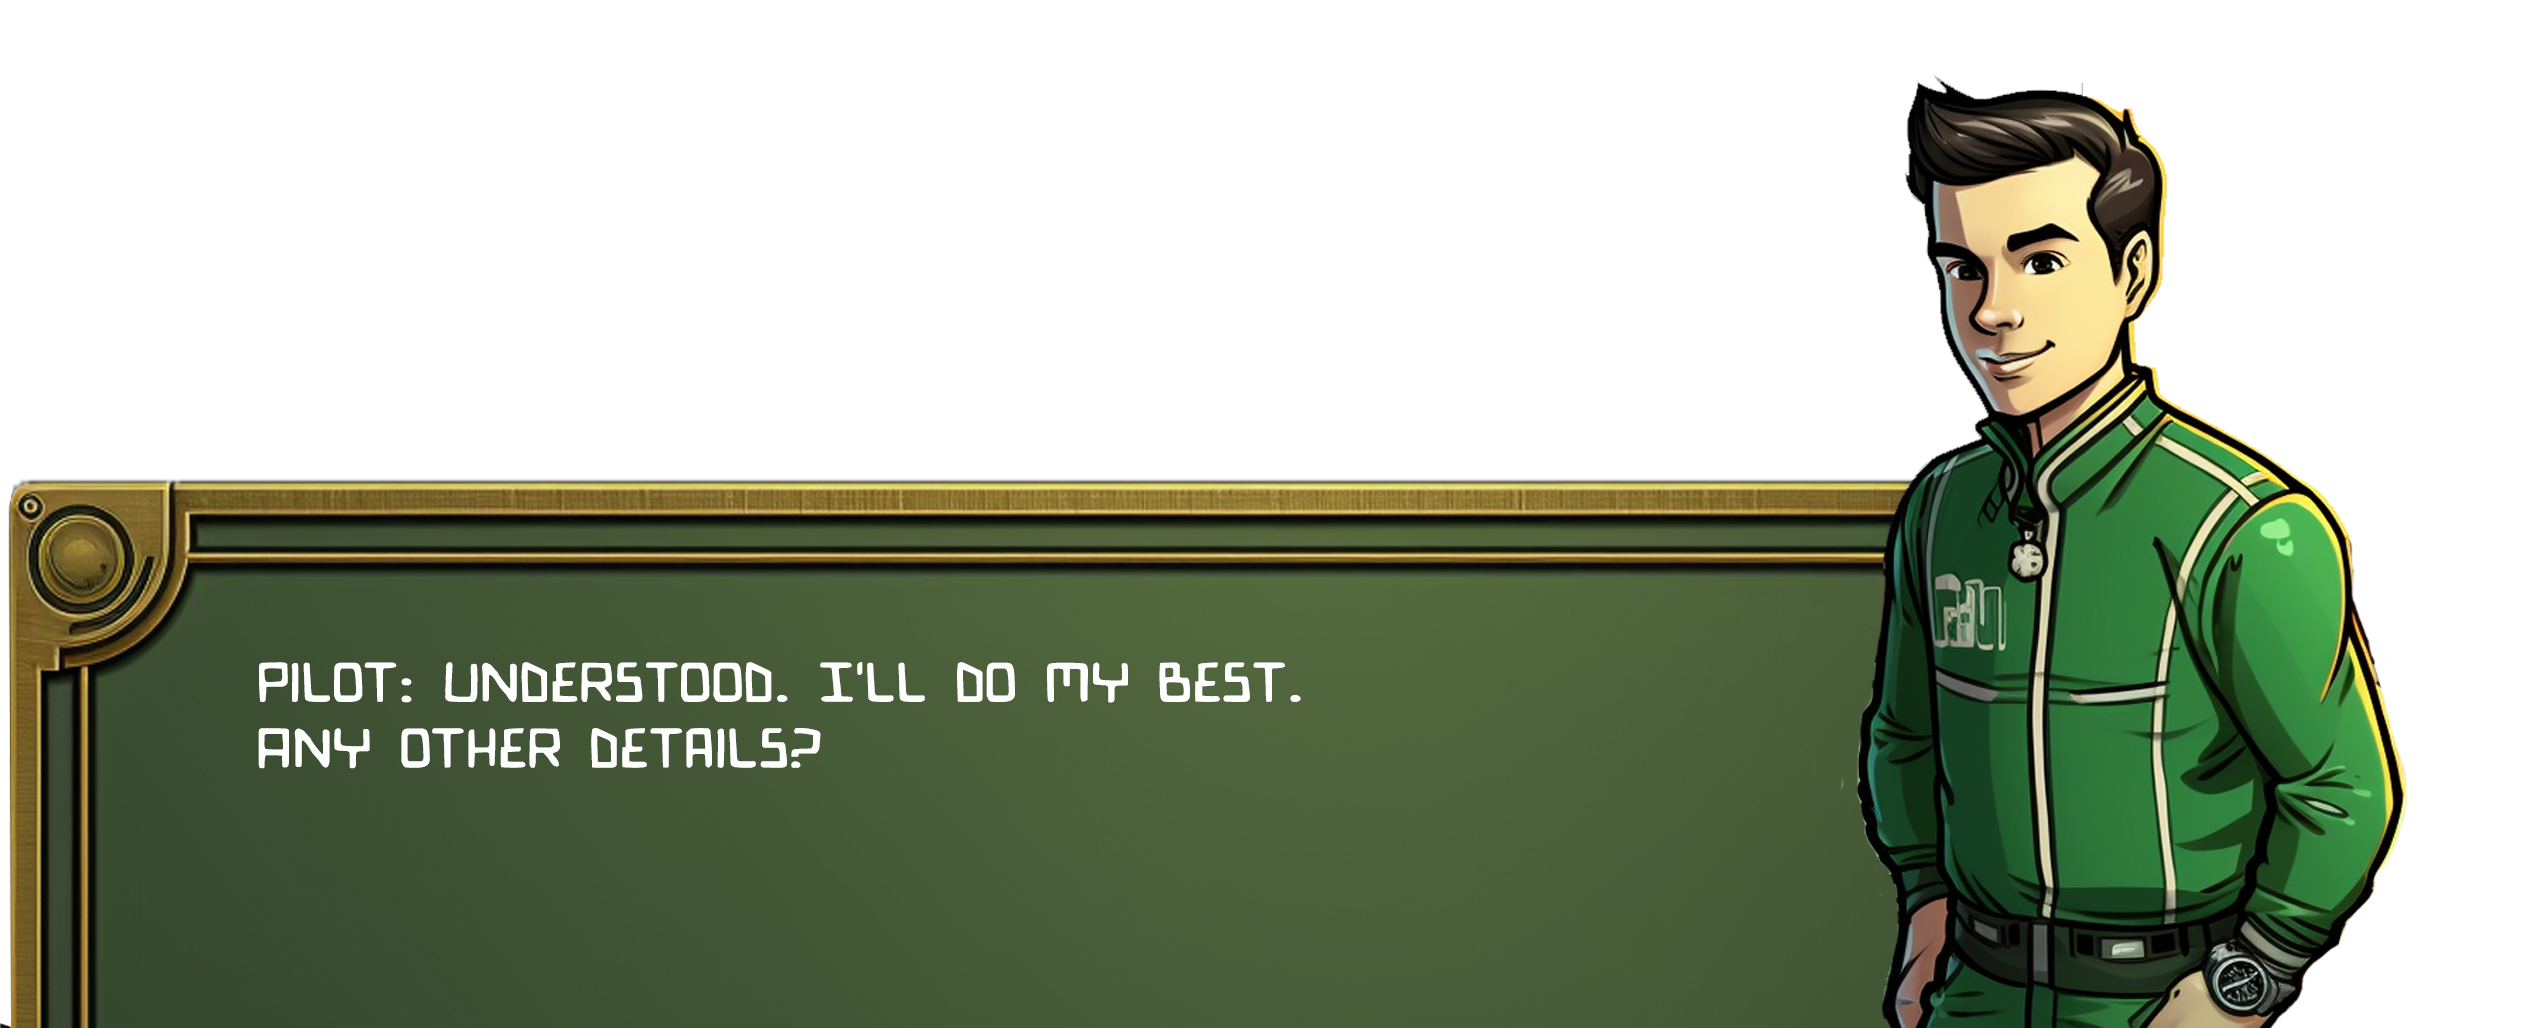 PILOT: UNDERSTOOD. I'LL DO MY BEST.
ANY OTHER DETAILS?